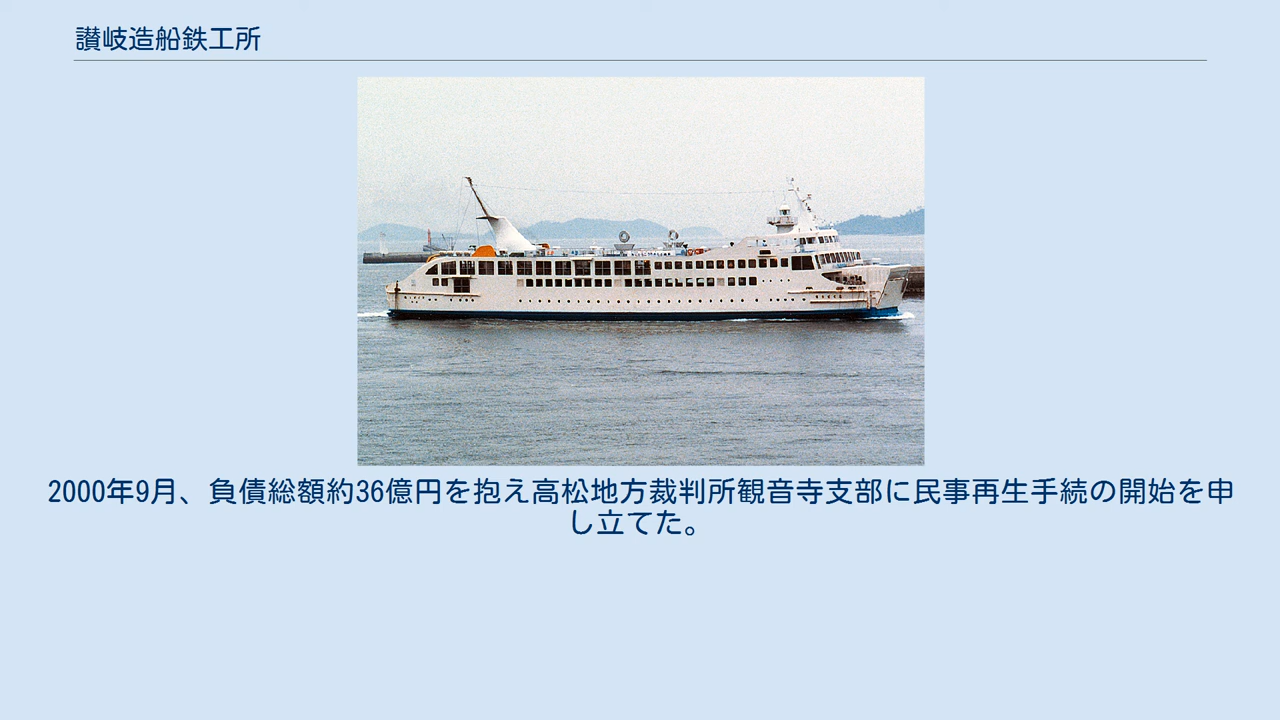 讃岐造船鉄工所
2000年9月、負債総額約36億円を抱え高松地方裁判所観音寺支部に民事再生手続の開始を申
し立てた。